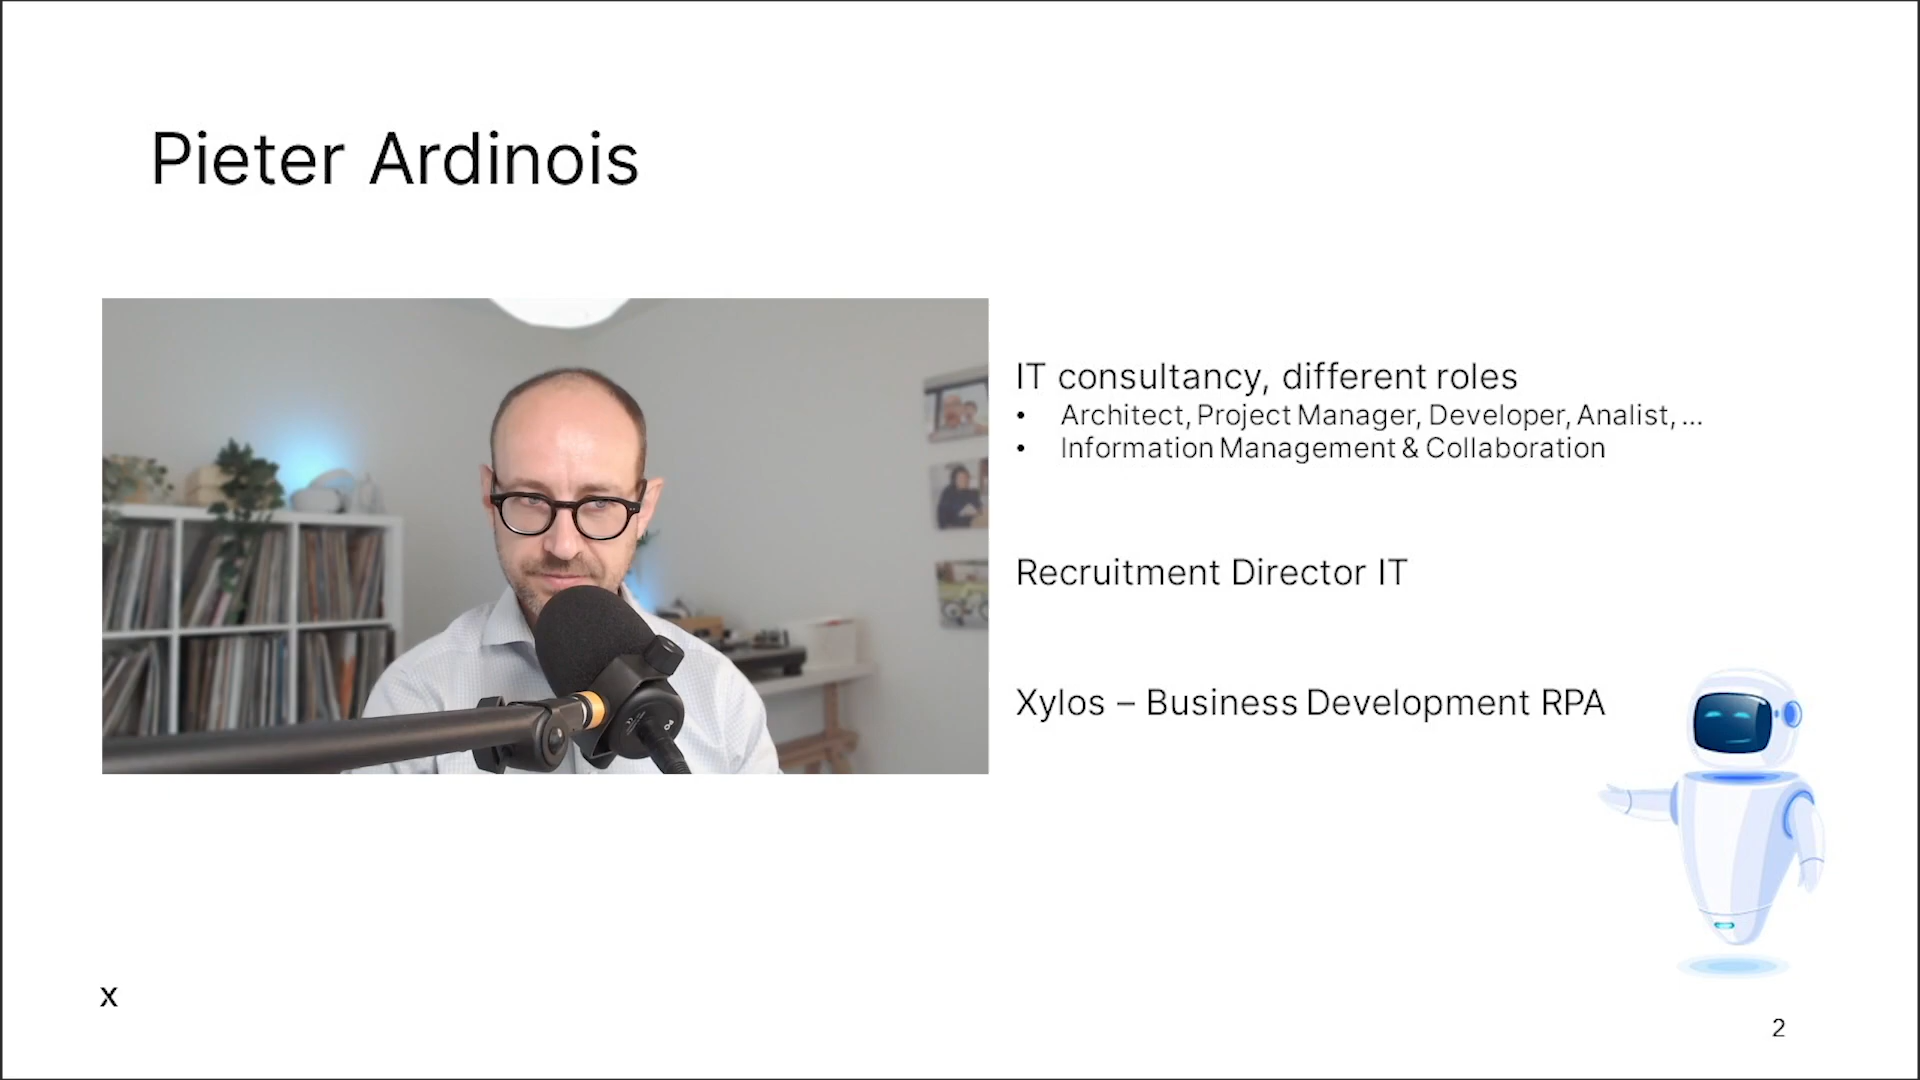 Pieter Ardinois
IT consultancy, different roles
• Architect, Project Manager, Developer, Analist, ...
• Information Management & Collaboration
Recruitment Director IT
Xylos – Business Development RPA
x
2